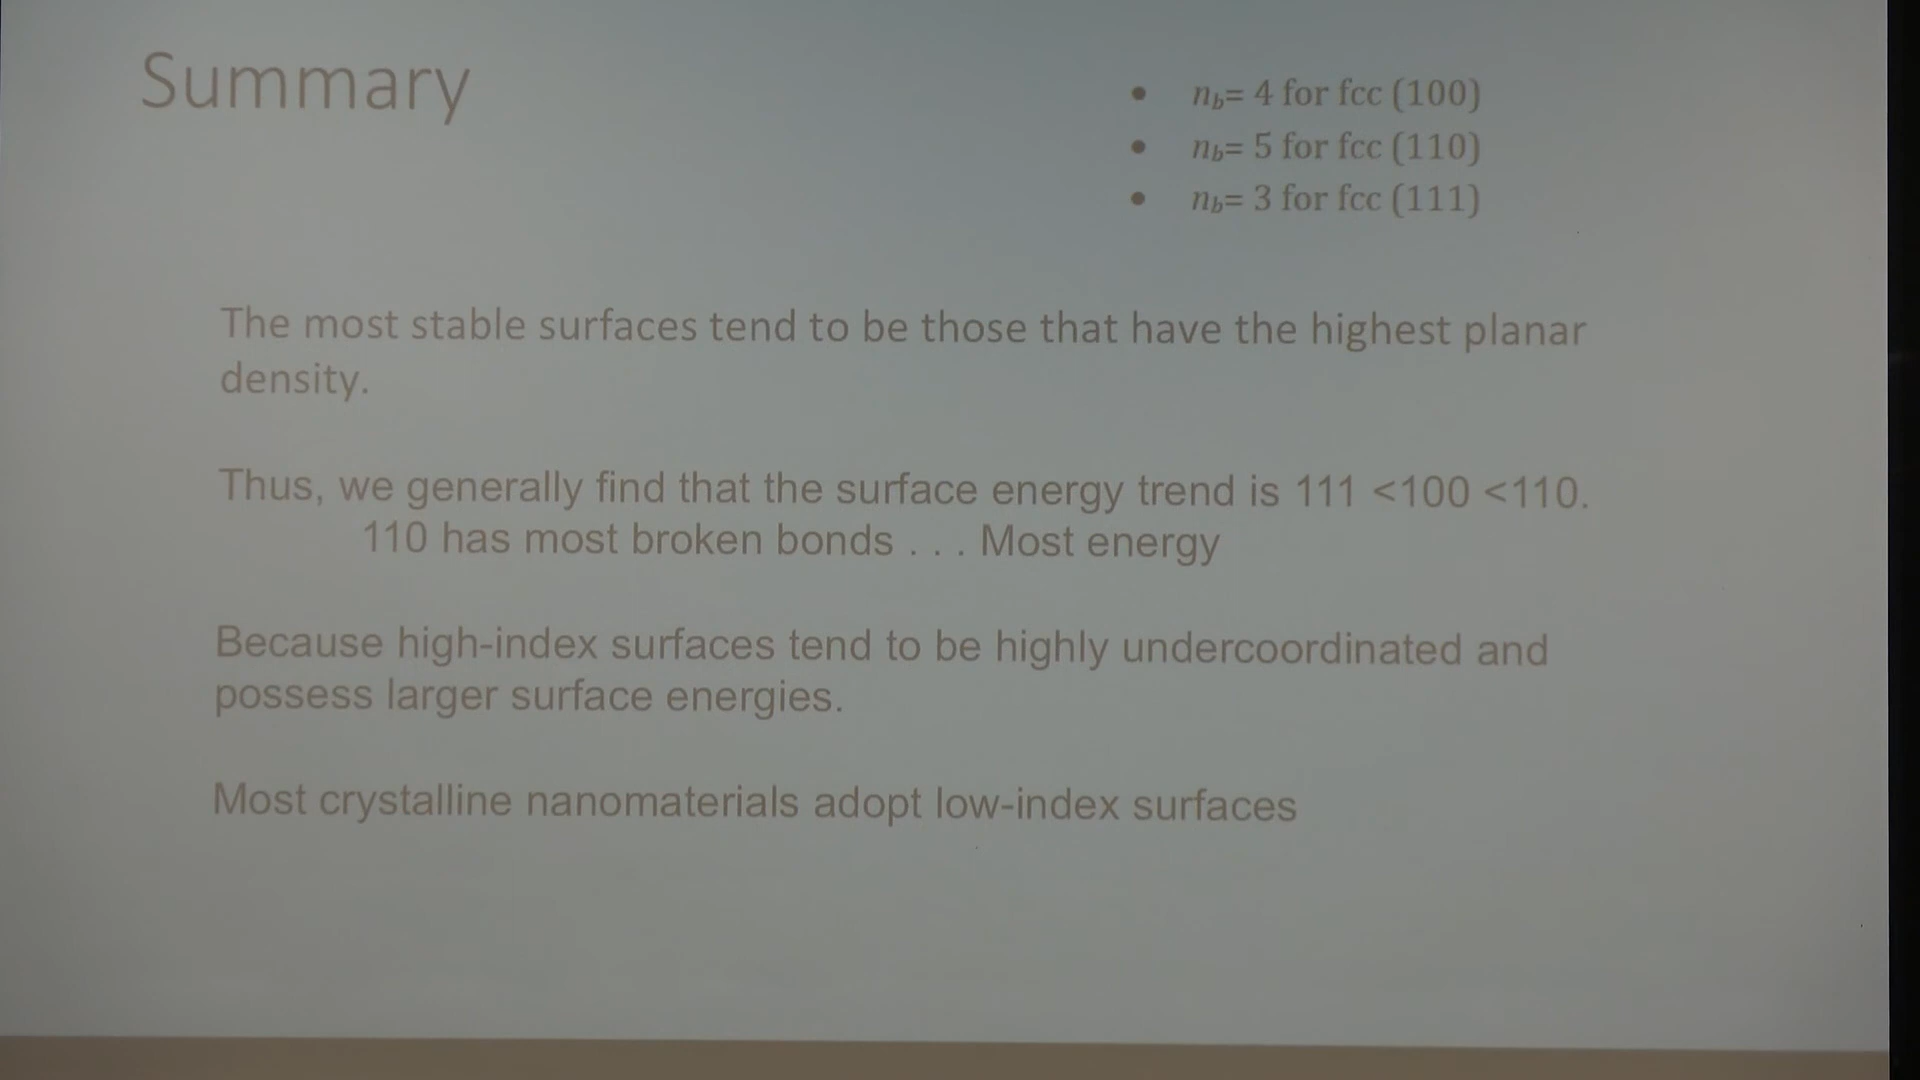 Summary
• n_b= 4 for fcc (100)
• n_b= 5 for fcc (110)
• n_b= 3 for fcc (111)
The most stable surfaces tend to be those that have the highest planar
density.
Thus, we generally find that the surface energy trend is 111 <100 <110.
110 has most broken bonds . . . Most energy
Because high-index surfaces tend to be highly undercoordinated and
possess larger surface energies.
Most crystalline nanomaterials adopt low-index surfaces